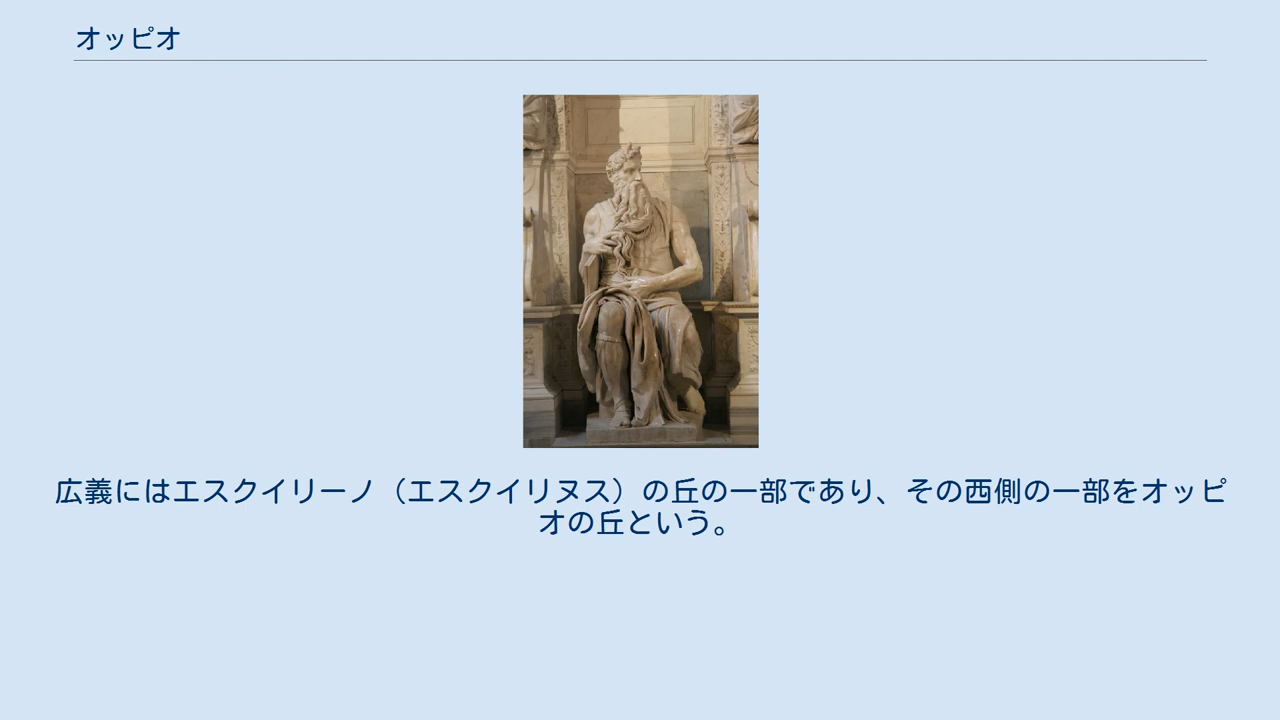 オッピオ
広義にはエスクイリーノ（エスクイリヌス）の丘の一部であり、その西側の一部をオッピ
オの丘という。